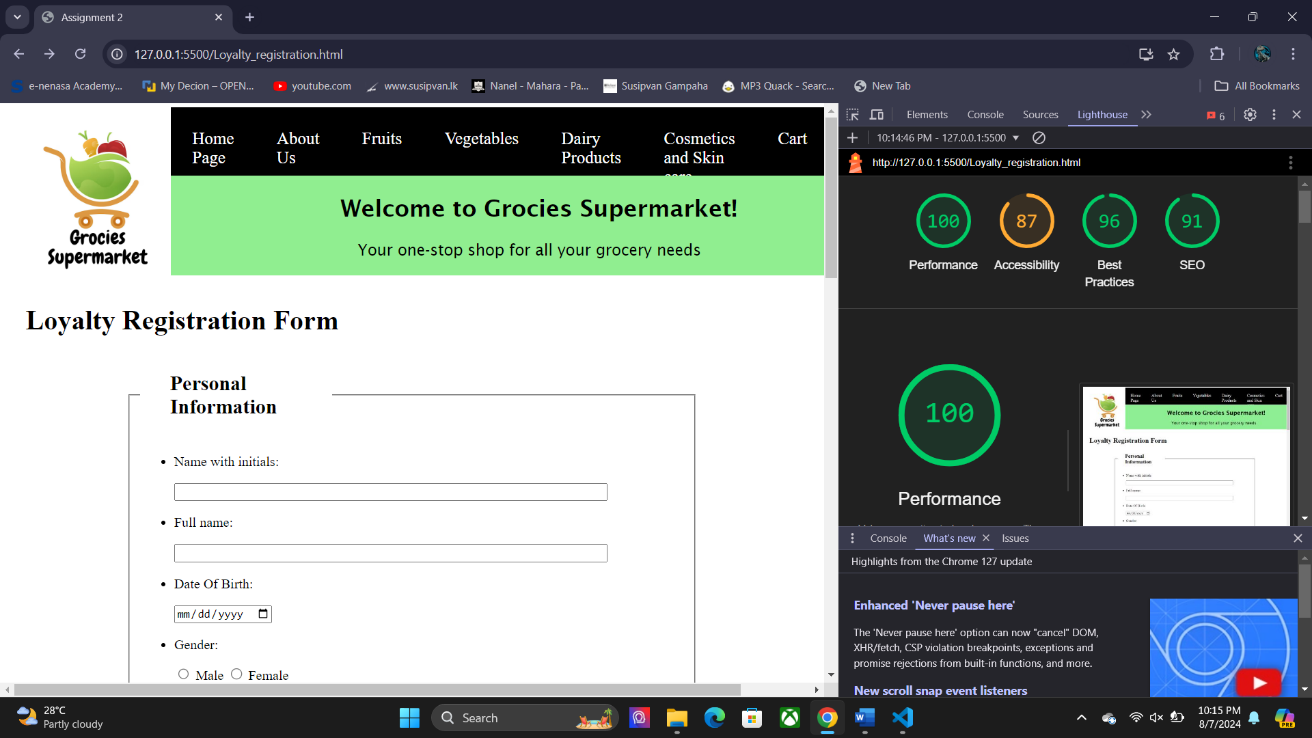 Assignment 2
127.0.0.1:5500/Loyalty_registration.html
e-nenasa Academy...
My Decion – OPEN...
youtube.com
www.susipvan.lk
Nanel - Mahara - Pa...
Susipvan Gampaha
MP3 Quack - Searc...
New Tab
All Bookmarks
Home Page
About Us
Fruits
Vegetables
Dairy Products
Cosmetics and Skin
Cart
Grocies
Supermarket
Welcome to Grocies Supermarket!
Your one-stop shop for all your grocery needs
Loyalty Registration Form
Personal
Information
Name with initials:
Full name:
Date Of Birth:
mm/dd/yyyy
Gender:
Male Female
Elements Console Sources Lighthouse 6
10:14:46 PM - 127.0.0.1:5500
http://127.0.0.1:5500/Loyalty_registration.html
100 87 96 91
Performance Accessibility Best Practices SEO
100
Performance
Console What's new Issues
Highlights from the Chrome 127 update
Enhanced 'Never pause here'
The 'Never pause here' option can now "cancel" DOM,
XHR/fetch, CSP violation breakpoints, exceptions and
promise rejections from built-in functions, and more.
New scroll snap event listeners
28°C
Partly cloudy
Search
10:15 PM
8/7/2024
PRE